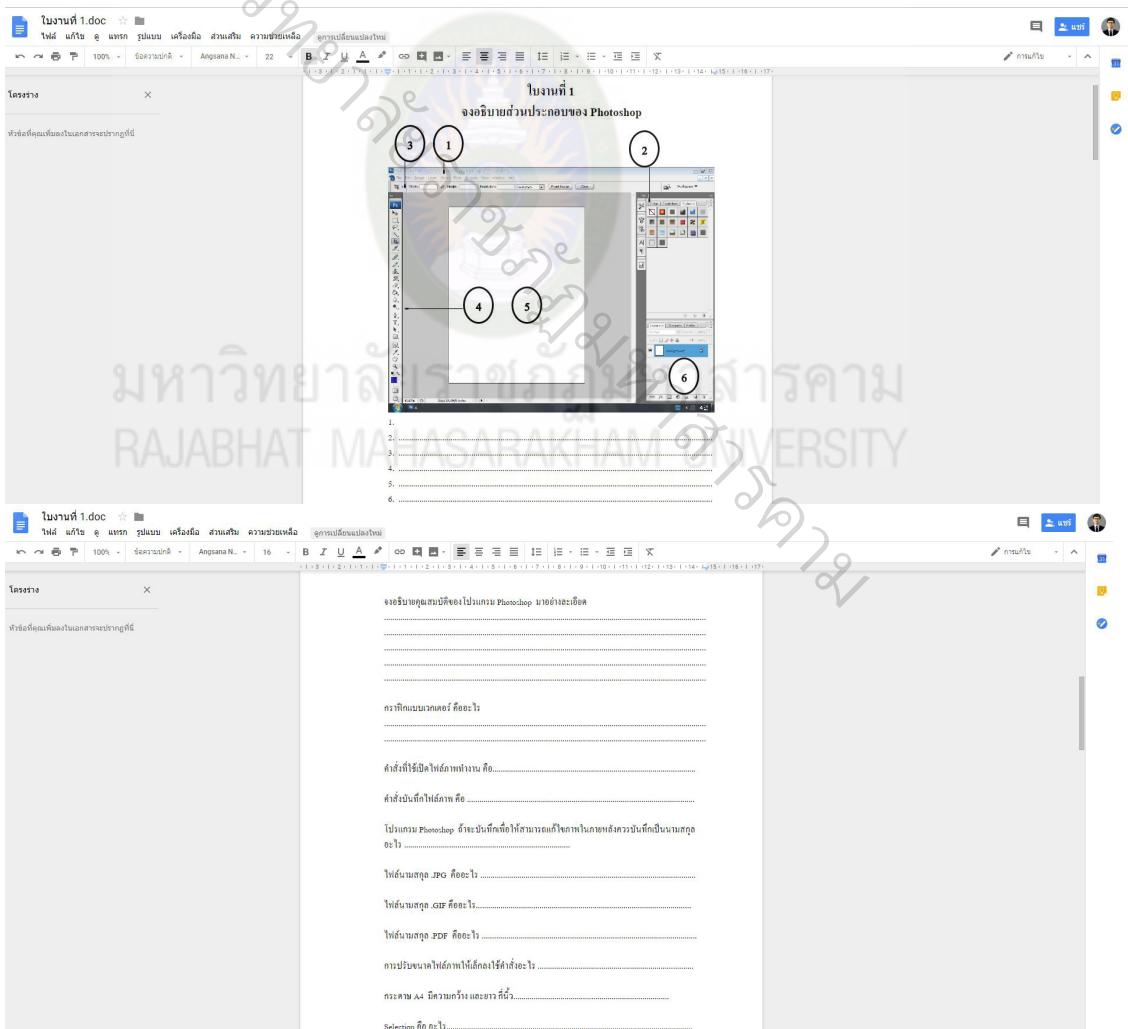 ใบงานที่ 1.doc
ไฟล์ แก้ไข ดู แทรก รูปแบบ เครื่องมือ ส่วนเสริม ความช่วยเหลือ ดูการเปลี่ยนแปลงใหม่
แชร์
100% ข้อความปกติ Angsana N... 22 B I U A การแก้ไข
โครงร่าง
หัวข้อที่คุณเพิ่มลงในเอกสารจะปรากฏที่นี่
ใบงานที่ 1
จงอธิบายส่วนประกอบของ Photoshop
3 1 2
4 5
6
มหาวิทยาลัยราชภัฏมหาสารคาม
RAJABHAT MAHASARAKHAM UNIVERSITY
1.
2. ........................................
3. ........................................
4. ........................................
5. ........................................
6. ........................................
ใบงานที่ 1.doc
ไฟล์ แก้ไข ดู แทรก รูปแบบ เครื่องมือ ส่วนเสริม ความช่วยเหลือ ดูการเปลี่ยนแปลงใหม่
แชร์
100% ข้อความปกติ Angsana N... 16 B I U A การแก้ไข
โครงร่าง
หัวข้อที่คุณเพิ่มลงในเอกสารจะปรากฏที่นี่
จงอธิบายคุณสมบัติของโปรแกรม Photoshop มาอย่างละเอียด
กราฟิกแบบเวกเตอร์ คืออะไร
คำสั่งที่ใช้เปิดไฟล์ภาพทำงาน คือ........................................
คำสั่งบันทึกไฟล์ภาพ คือ ........................................
โปรแกรม Photoshop ถ้าจะบันทึกเพื่อให้สามารถแก้ไขภาพในภายหลังควรบันทึกเป็นนามสกุล
อะไร ........................................
ไฟล์นามสกุล .JPG คืออะไร ........................................
ไฟล์นามสกุล .GIF คืออะไร........................................
ไฟล์นามสกุล .PDF คืออะไร ........................................
การปรับขนาดไฟล์ภาพให้เล็กลงใช้คำสั่งอะไร ........................................
กระดาษ A4 มีความกว้าง และยาว กี่นิ้ว........................................
Selection คือ อะไร........................................